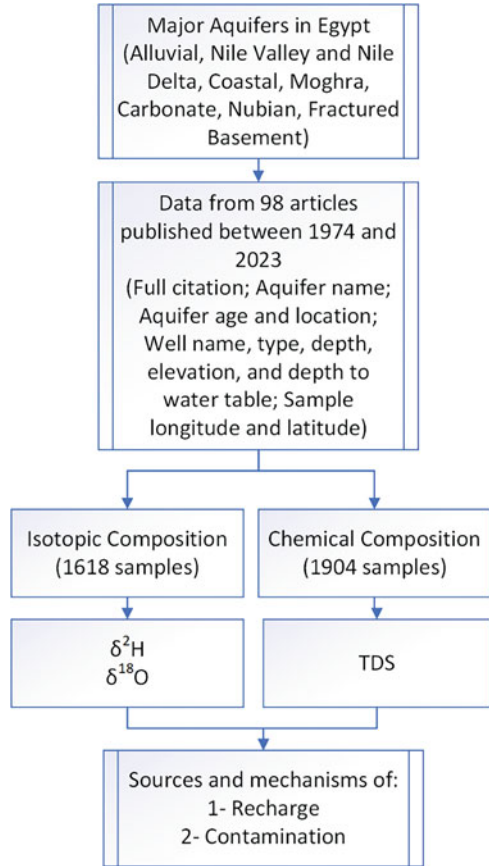 Major Aquifers in Egypt
(Alluvial, Nile Valley and Nile
Delta, Coastal, Moghra,
Carbonate, Nubian, Fractured
Basement)
Data from 98 articles
published between 1974 and
2023
(Full citation; Aquifer name;
Aquifer age and location;
Well name, type, depth,
elevation, and depth to
water table; Sample
longitude and latitude)
Isotopic Composition
(1618 samples)
Chemical Composition
(1904 samples)
δ²H
δ¹⁸O
TDS
Sources and mechanisms of:
1- Recharge
2- Contamination